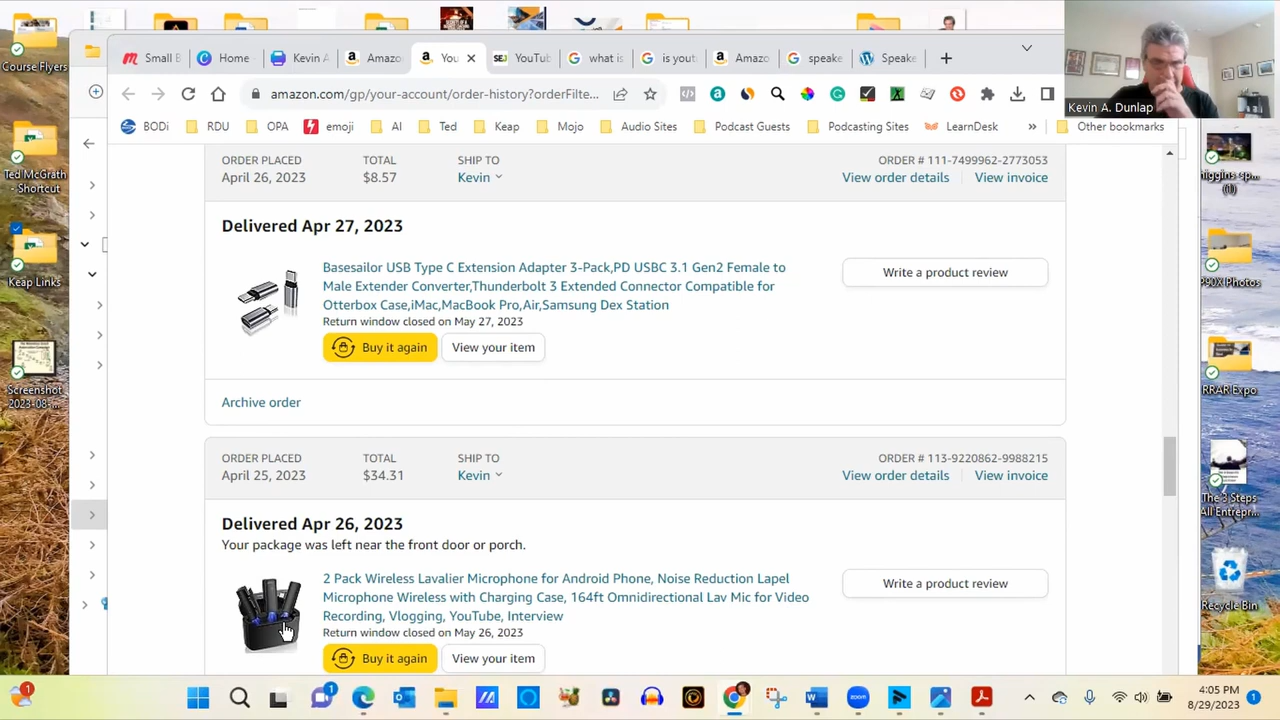 Small B
Home
Kevin A
Amazo
You
YouTub
what is
is yout
Amazo
speake
Speake
amazon.com/gp/your-account/order-history?orderFilte...
BODi
RDU
OPA
emoji
AI
Ted
Keap
Mojo
Audio Sites
Podcast Guests
Podcasting Sites
LearnDesk
»
Other bookmarks
Kevin A. Dunlap
ORDER PLACED
TOTAL
SHIP TO
ORDER # 111-7499962-2773053
April 26, 2023
$8.57
Kevin
View order details
View invoice
Delivered Apr 27, 2023
Basesailor USB Type C Extension Adapter 3-Pack,PD USBC 3.1 Gen2 Female to
Male Extender Converter,Thunderbolt 3 Extended Connector Compatible for
Otterbox Case,iMac,MacBook Pro,Air,Samsung Dex Station
Return window closed on May 27, 2023
Buy it again
View your item
Write a product review
Archive order
ORDER PLACED
TOTAL
SHIP TO
ORDER # 113-9220862-9988215
April 25, 2023
$34.31
Kevin
View order details
View invoice
Delivered Apr 26, 2023
Your package was left near the front door or porch.
2 Pack Wireless Lavalier Microphone for Android Phone, Noise Reduction Lapel
Microphone Wireless with Charging Case, 164ft Omnidirectional Lav Mic for Video
Recording, Vlogging, YouTube, Interview
Return window closed on May 26, 2023
Buy it again
View your item
Write a product review
Course Flyers
Ted McGrath
- Shortcut
Keap Links
Screenshot
2023-08-...
higgins-sp...
(1)
P90X Photos
RRAR Expo
The 3 Steps
All Entrepr...
Recycle Bin
4:05 PM
8/29/2023